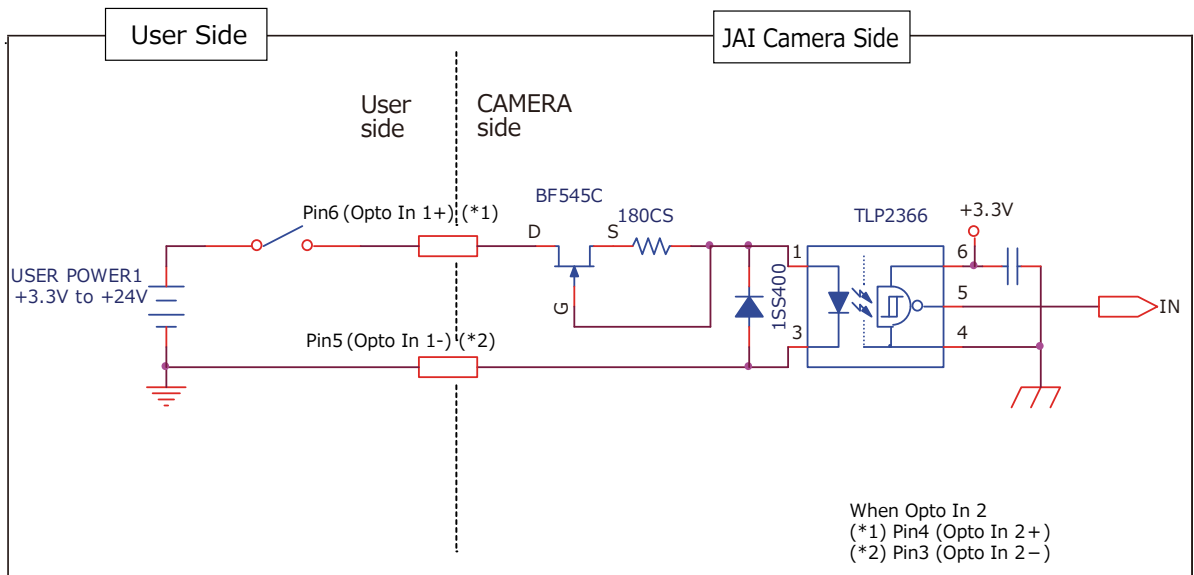 User Side
JAI Camera Side
User
side
CAMERA
side
BF545C
Pin6 (Opto In 1+) (*1)
D
S
180CS
TLP2366
+3.3V
1
6
USER POWER1
+3.3V to +24V
G
1SS400
5
IN
Pin5 (Opto In 1-) (*2)
3
4
When Opto In 2
(*1) Pin4 (Opto In 2+)
(*2) Pin3 (Opto In 2−)